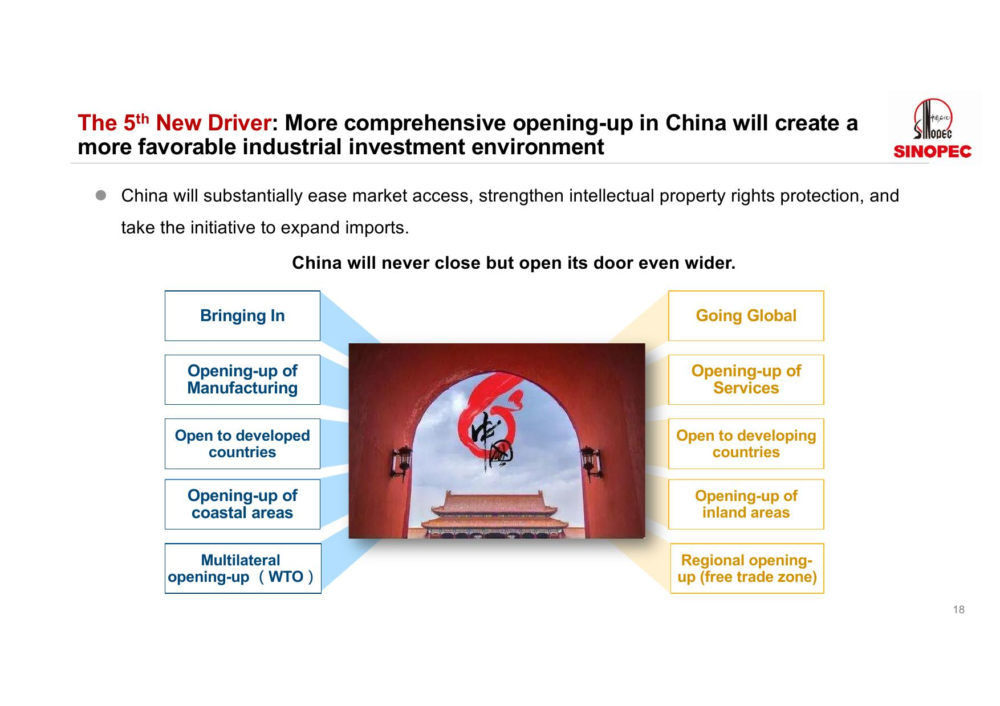 The 5th New Driver: More comprehensive opening-up in China will create a
more favorable industrial investment environment
中国石化
SINOPEC
SINOPEC
China will substantially ease market access, strengthen intellectual property rights protection, and
take the initiative to expand imports.
China will never close but open its door even wider.
Bringing In
Opening-up of
Manufacturing
Open to developed
countries
Opening-up of
coastal areas
Multilateral
opening-up （WTO）
中国
Going Global
Opening-up of
Services
Open to developing
countries
Opening-up of
inland areas
Regional opening-
up (free trade zone)
18